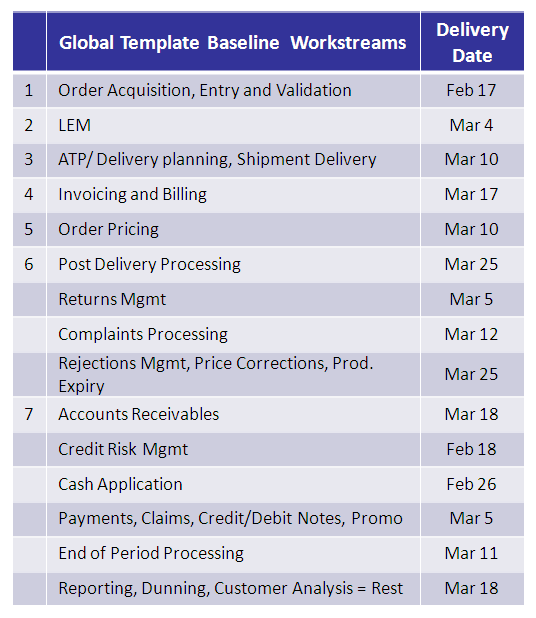 Global Template Baseline Workstreams Delivery Date
1 Order Acquisition, Entry and Validation Feb 17
2 LEM Mar 4
3 ATP/ Delivery planning, Shipment Delivery Mar 10
4 Invoicing and Billing Mar 17
5 Order Pricing Mar 10
6 Post Delivery Processing Mar 25
Returns Mgmt Mar 5
Complaints Processing Mar 12
Rejections Mgmt, Price Corrections, Prod.
Expiry Mar 25
7 Accounts Receivables Mar 18
Credit Risk Mgmt Feb 18
Cash Application Feb 26
Payments, Claims, Credit/Debit Notes, Promo Mar 5
End of Period Processing Mar 11
Reporting, Dunning, Customer Analysis = Rest Mar 18